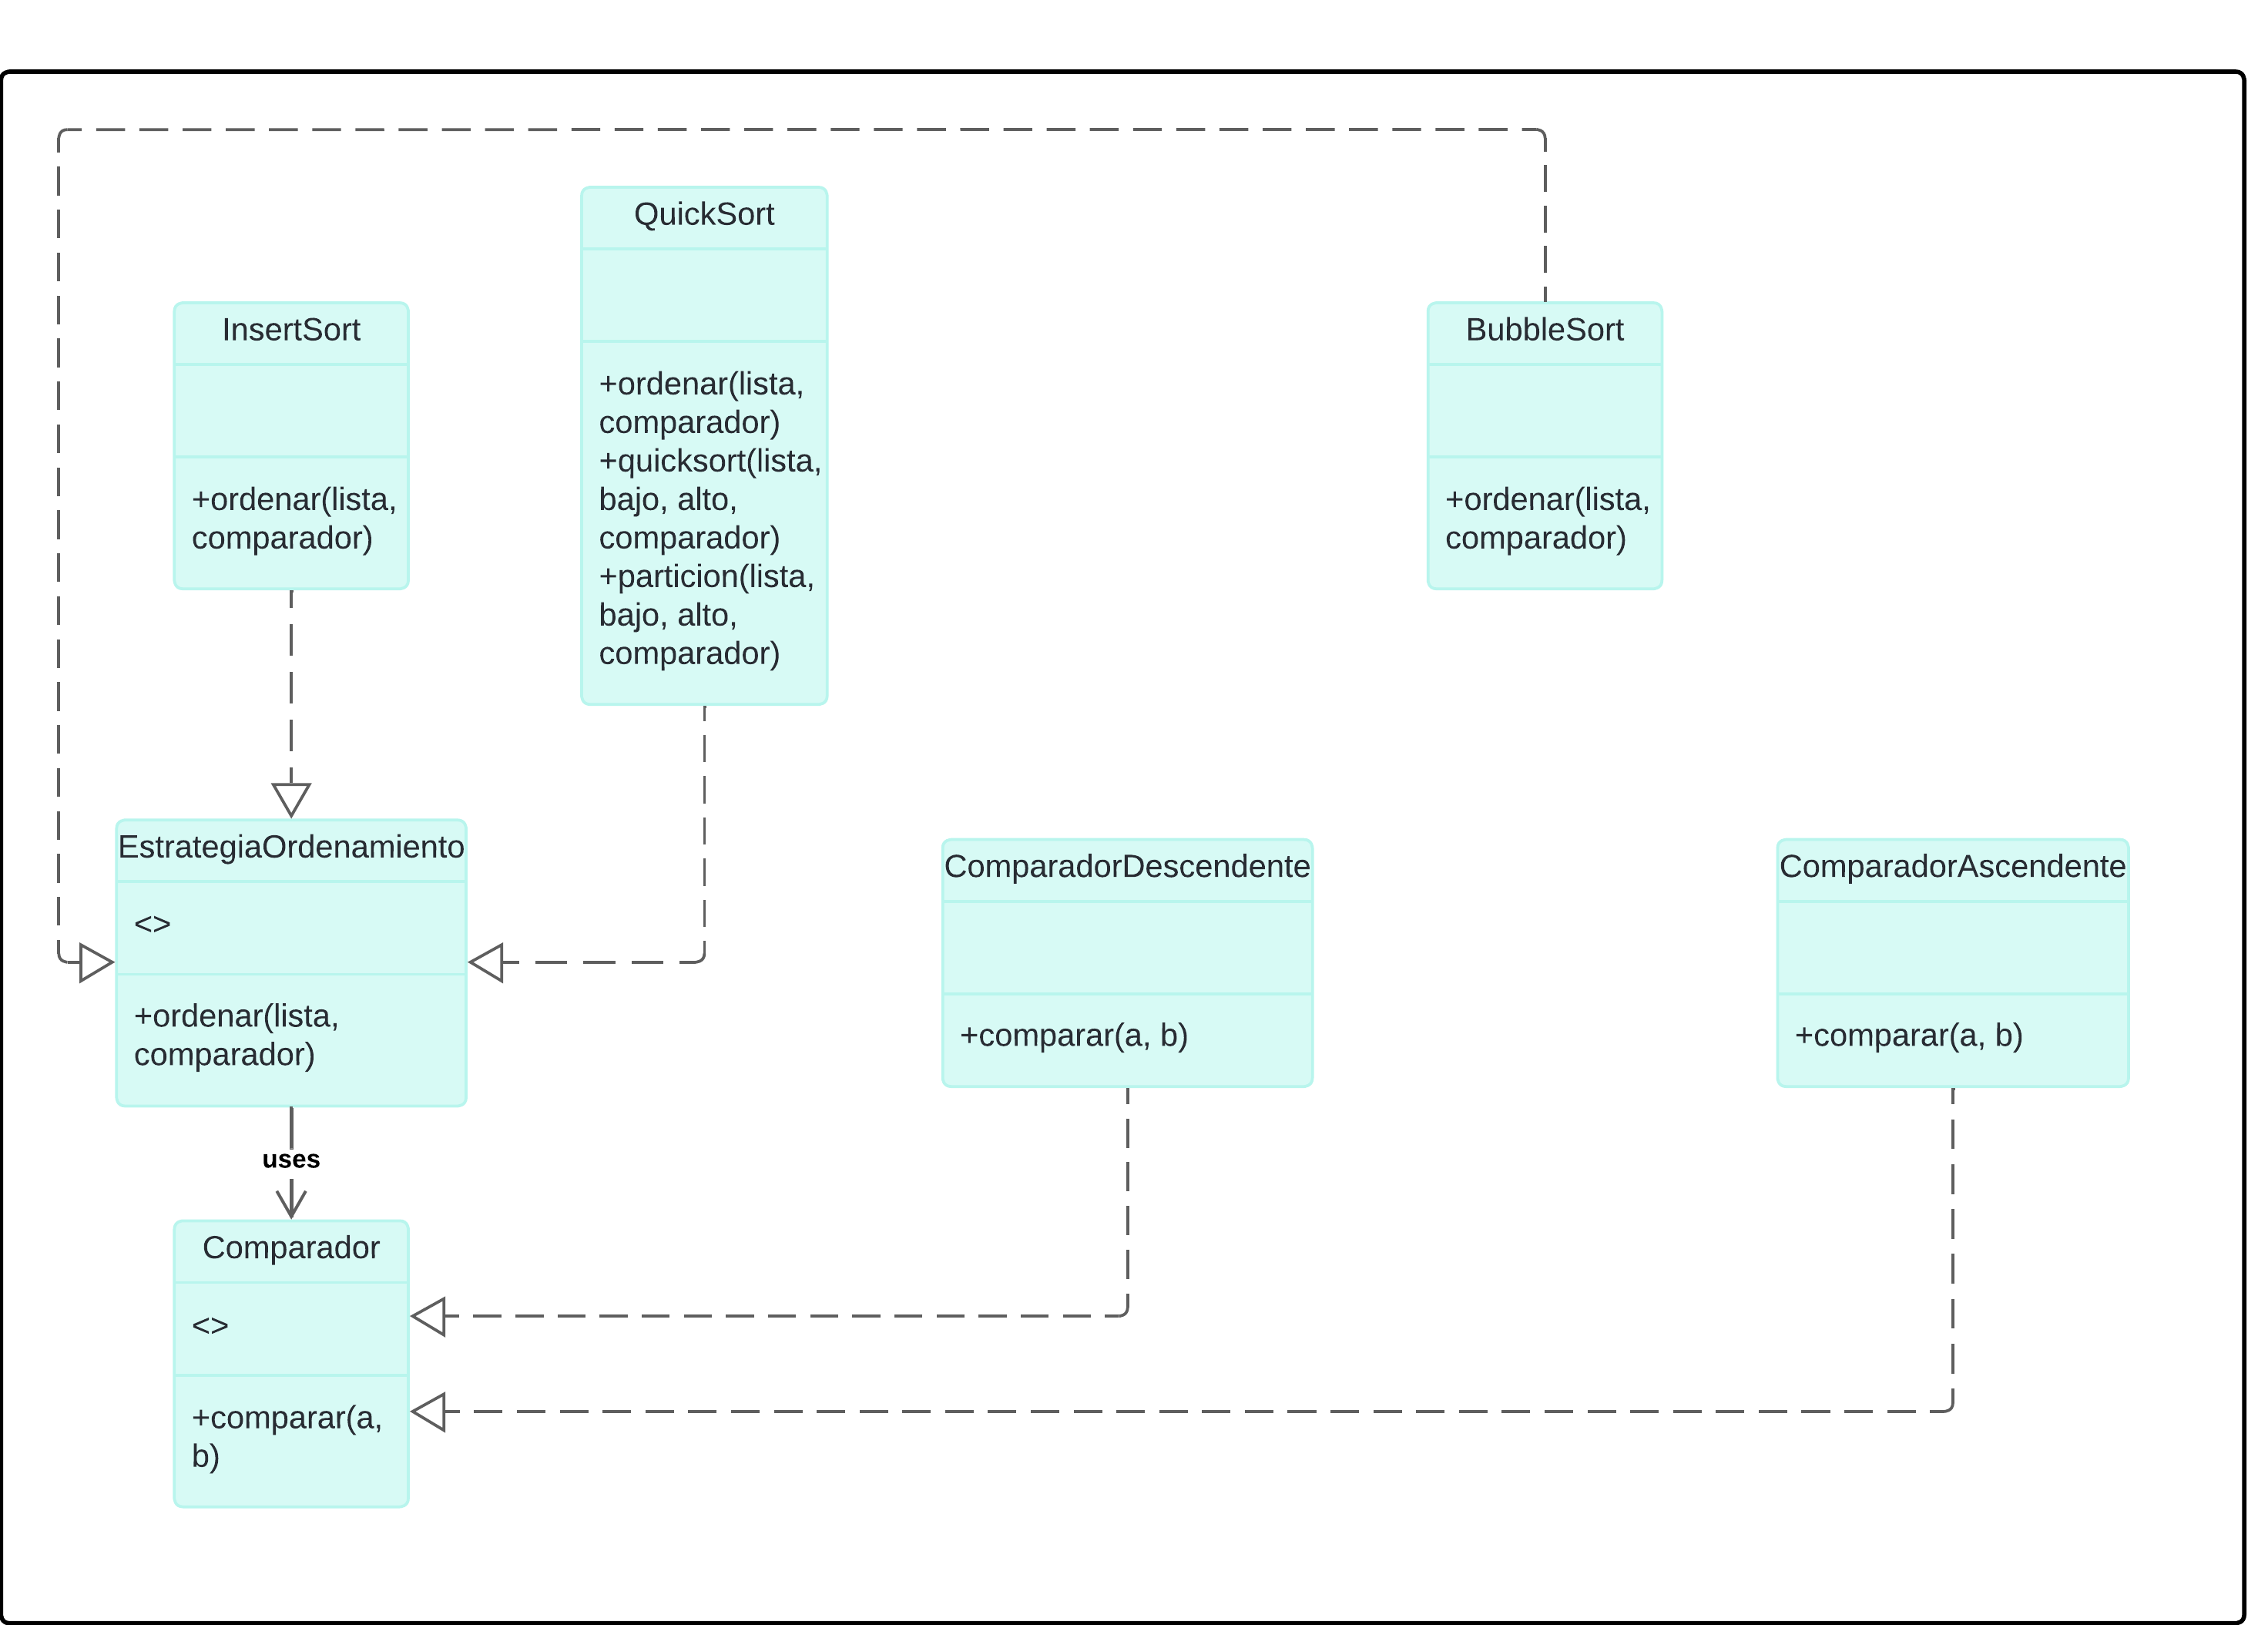 QuickSort
+ordenar(lista,
comparador)
+quicksort(lista,
bajo, alto,
comparador)
+particion(lista,
bajo, alto,
comparador)
InsertSort
+ordenar(lista,
comparador)
BubbleSort
+ordenar(lista,
comparador)
EstrategiaOrdenamiento
<>
+ordenar(lista,
comparador)
ComparadorDescendente
+comparar(a, b)
ComparadorAscendente
+comparar(a, b)
uses
Comparador
<>
+comparar(a,
b)